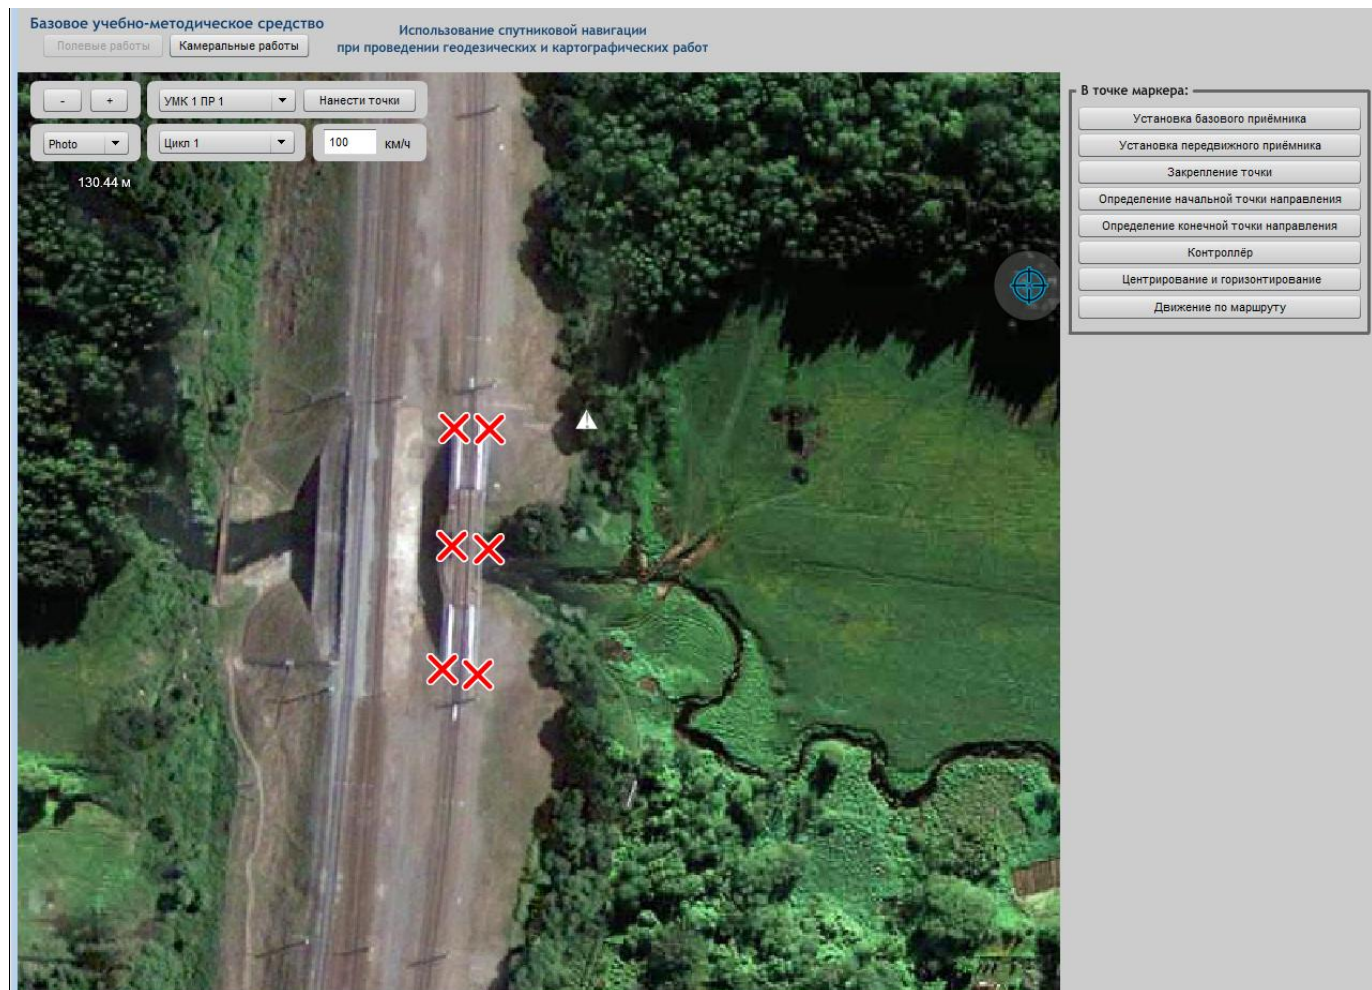 Базовое учебно-методическое средство
Использование спутниковой навигации
при проведении геодезических и картографических работ
Полевые работы
Камеральные работы
-
+
УМК 1 ПР 1
Нанести точки
Photo
Цикл 1
100
км/ч
130.44 м
В точке маркера:
Установка базового приёмника
Установка передвижного приёмника
Закрепление точки
Определение начальной точки направления
Определение конечной точки направления
Контроллёр
Центрирование и горизонтирование
Движение по маршруту